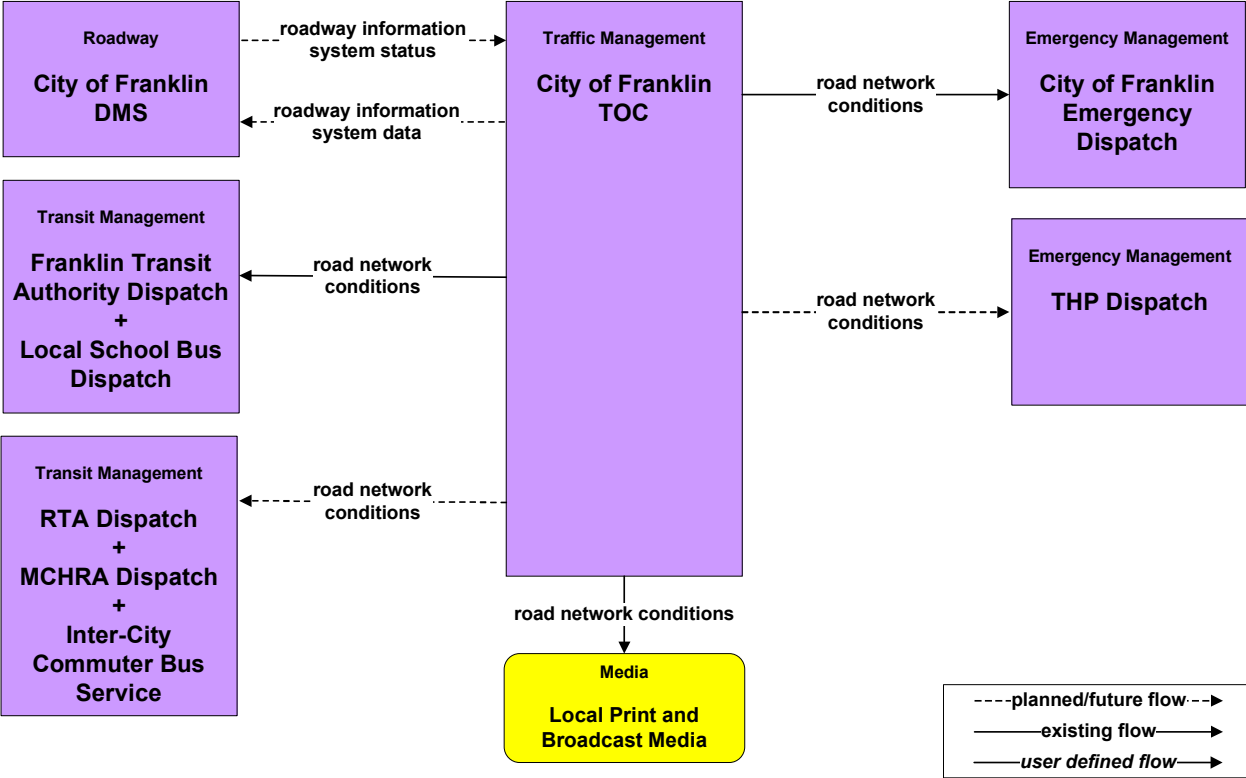 Roadway
City of Franklin
DMS
roadway information
system status
roadway information
system data
Traffic Management
City of Franklin
TOC
Emergency Management
City of Franklin
Emergency
Dispatch
road network
conditions
Transit Management
Franklin Transit
Authority Dispatch
+
Local School Bus
Dispatch
road network
conditions
Emergency Management
THP Dispatch
road network
conditions
Transit Management
RTA Dispatch
+
MCHRA Dispatch
+
Inter-City
Commuter Bus
Service
road network
conditions
road network conditions
Media
Local Print and
Broadcast Media
planned/future flow
existing flow
user defined flow